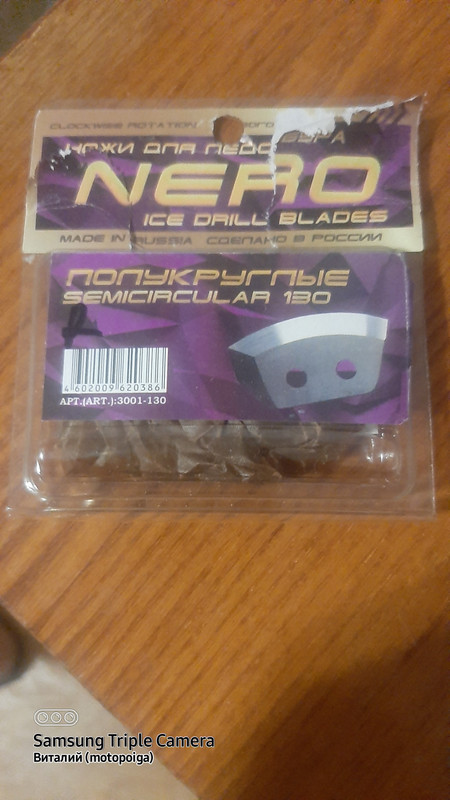 CLOCKWISE ROTATION
НОЖИ ДЛЯ ЛЕДОБУРА
NERO
ICE DRILL BLADES
MADE IN RUSSIA СДЕЛАНО В РОССИИ
ПОЛУКРУГЛЫЕ
SEMICIRCULAR 130
4 602009 620386
АРТ.(ART.):3001-130
Samsung Triple Camera
Виталий (motopoiga)